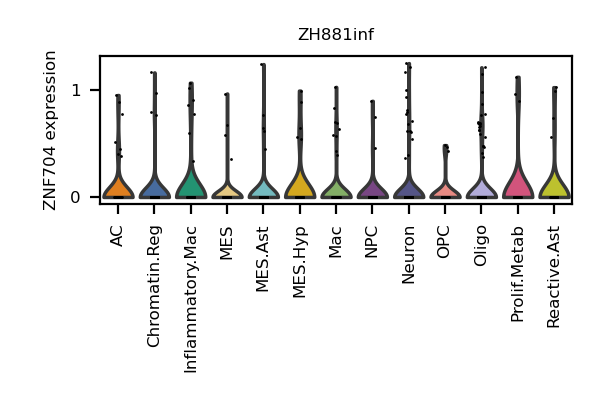 ZH881inf
ZNF704 expression
1
0
AC
Chromatin.Reg
Inflammatory.Mac
MES
MES.Ast
MES.Hyp
Mac
NPC
Neuron
OPC
Oligo
Prolif.Metab
Reactive.Ast